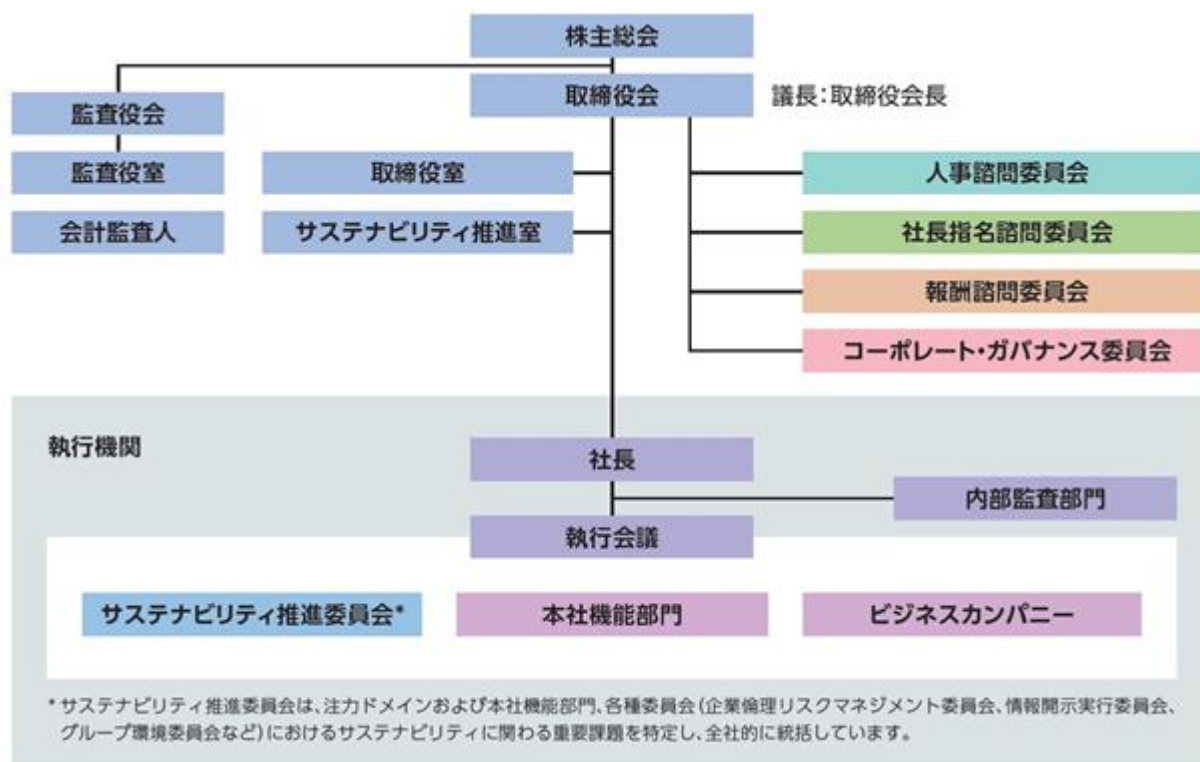 株主総会
取締役会
議長:取締役会長
監査役会
監査役室
取締役室
人事諮問委員会
会計監査人
サステナビリティ推進室
社長指名諮問委員会
報酬諮問委員会
コーポレート・ガバナンス委員会
執行機関
社長
内部監査部門
執行会議
サステナビリティ推進委員会*
本社機能部門
ビジネスカンパニー
* サステナビリティ推進委員会は、注力ドメインおよび本社機能部門、各種委員会(企業倫理リスクマネジメント委員会、情報開示実行委員会、
グループ環境委員会など)におけるサステナビリティに関わる重要課題を特定し、全社的に統括しています。